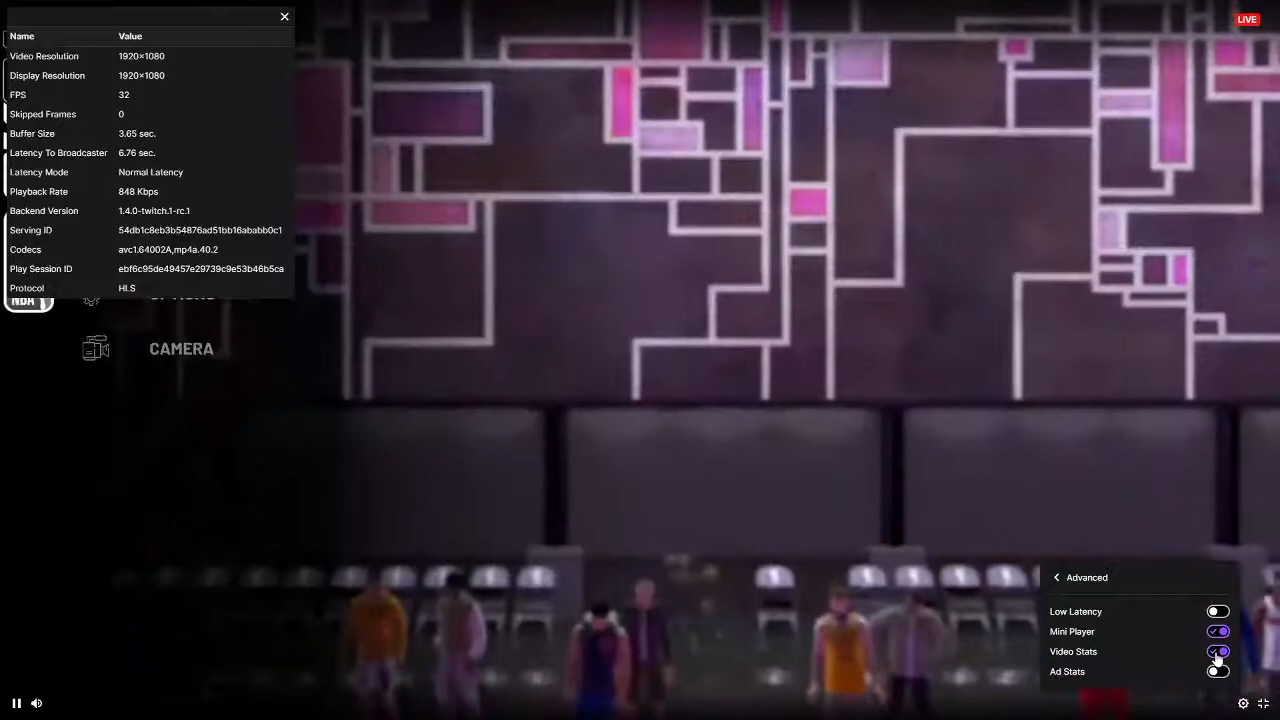 LIVE
Name Value
Video Resolution 1920×1080
Display Resolution 1920×1080
FPS 32
Skipped Frames 0
Buffer Size 3.65 sec.
Latency To Broadcaster 6.76 sec.
Latency Mode Normal Latency
Playback Rate 848 Kbps
Backend Version 1.4.0-twitch.1-rc.1
Serving ID 54db1c8eb3b54876ad51bb16ababb0c1
Codecs avc1.64002A,mp4a.40.2
Play Session ID ebf6c95de49457e29739c9e53b46b5ca
Protocol HLS
NBA OPTIONS
CAMERA
Advanced
Low Latency
Mini Player
Video Stats
Ad Stats